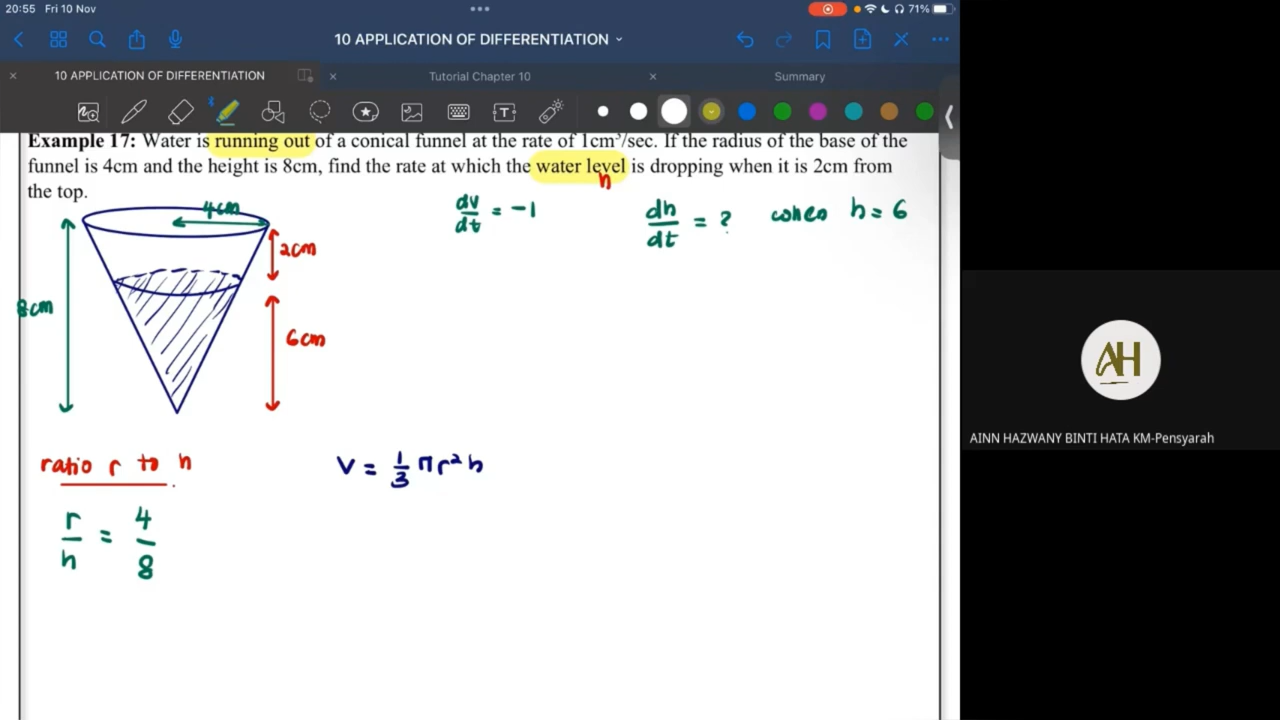 20:55 Fri 10 Nov
71%
10 APPLICATION OF DIFFERENTIATION
10 APPLICATION OF DIFFERENTIATION
Tutorial Chapter 10
Summary
Example 17: Water is running out of a conical funnel at the rate of 1cm³/sec. If the radius of the base of the
funnel is 4cm and the height is 8cm, find the rate at which the water level is dropping when it is 2cm from
h
the top.
4cm
dv/dt = -1
dh/dt = ? when h = 6
2cm
8cm
6cm
ratio r to h
V = 1/3 πr²h
r/h = 4/8
AH
AINN HAZWANY BINTI HATA KM-Pensyarah